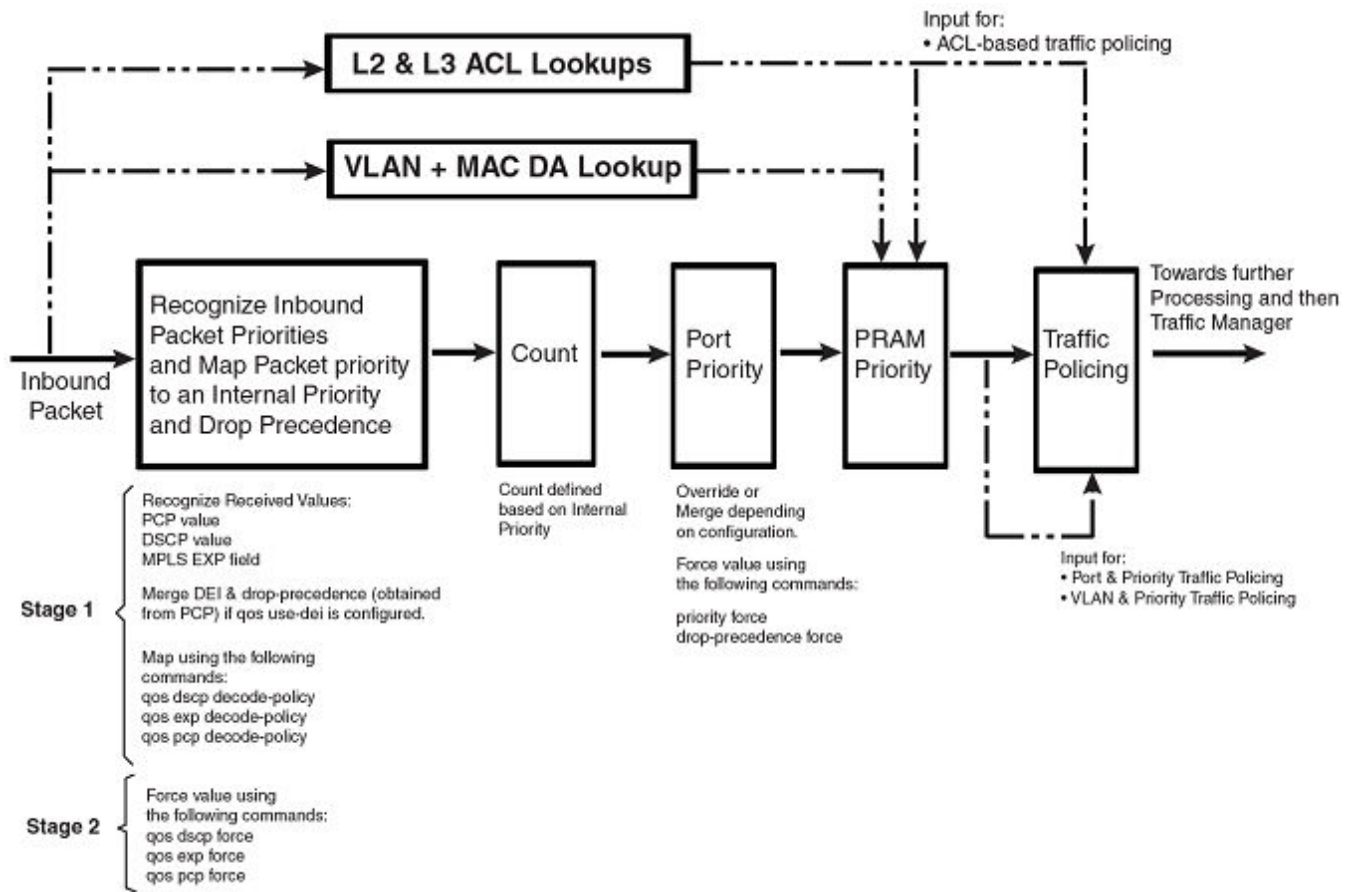 Input for:
• ACL-based traffic policing
L2 & L3 ACL Lookups
VLAN + MAC DA Lookup
Inbound
Packet
Recognize Inbound
Packet Priorities
and Map Packet priority
to an Internal Priority
and Drop Precedence
Count
Port
Priority
PRAM
Priority
Traffic
Policing
Towards further
Processing and then
Traffic Manager
Stage 1
Recognize Received Values:
PCP value
DSCP value
MPLS EXP field
Merge DEI & drop-precedence (obtained
from PCP) if qos use-dei is configured.
Map using the following
commands:
qos dscp decode-policy
qos exp decode-policy
qos pcp decode-policy
Count defined
based on Internal
Priority
Override or
Merge depending
on configuration.
Force value using
the following commands:
priority force
drop-precedence force
Input for:
• Port & Priority Traffic Policing
• VLAN & Priority Traffic Policing
Stage 2
Force value using
the following commands:
qos dscp force
qos exp force
qos pcp force